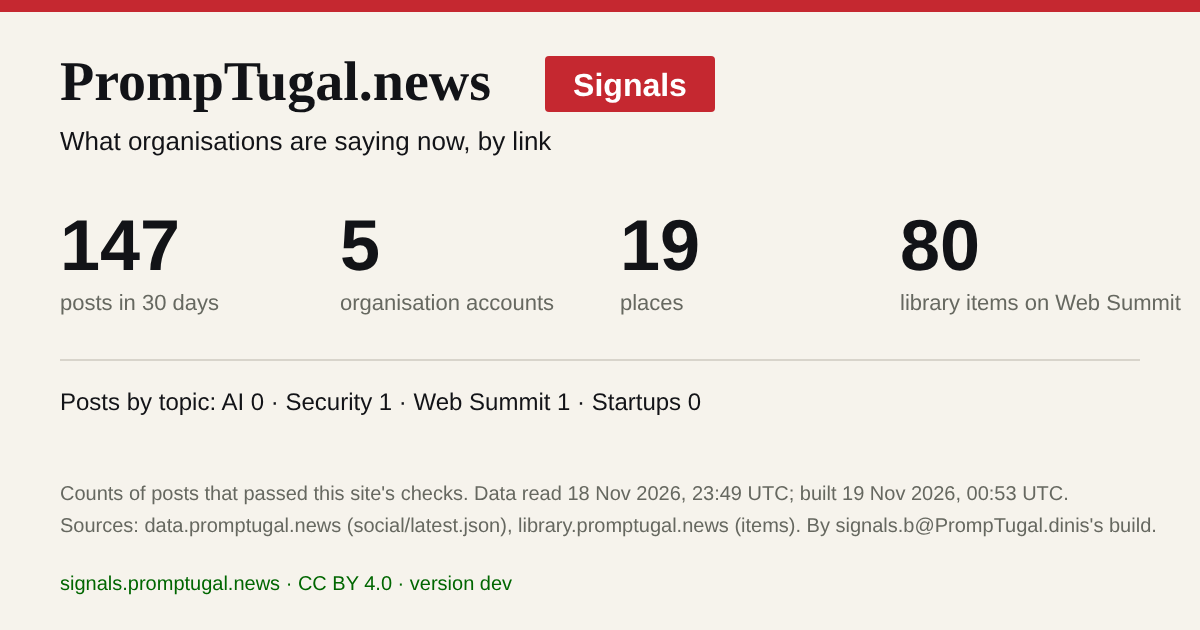 PrompTugal.news Signals
What organisations are saying now, by link
147 5 19 80
posts in 30 days organisation accounts places library items on Web Summit
Posts by topic: AI 0 · Security 1 · Web Summit 1 · Startups 0
Counts of posts that passed this site's checks. Data read 18 Nov 2026, 23:49 UTC; built 19 Nov 2026, 00:53 UTC.
Sources: data.promptugal.news (social/latest.json), library.promptugal.news (items). By signals.b@PrompTugal.dinis's build.
signals.promptugal.news · CC BY 4.0 · version dev